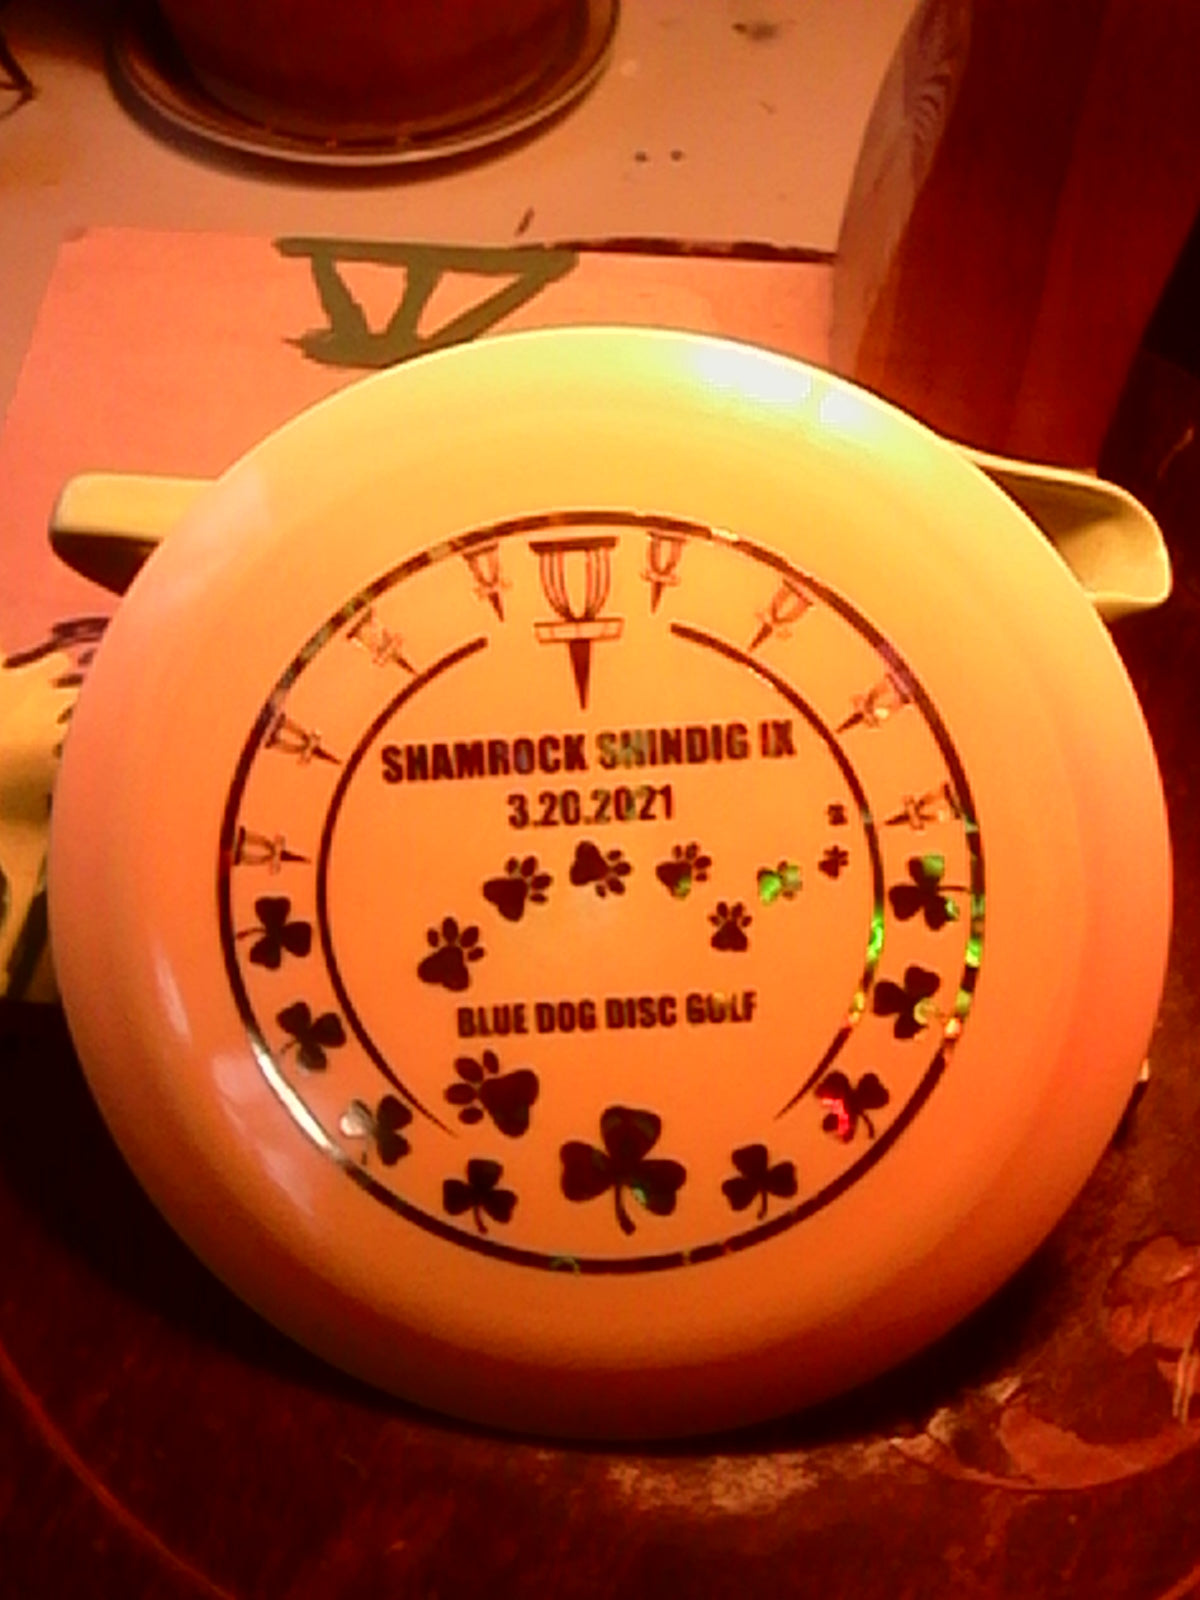 SHAMROCK SHINDIG IX
3.20.2021
BLUE DOG DISC GOLF